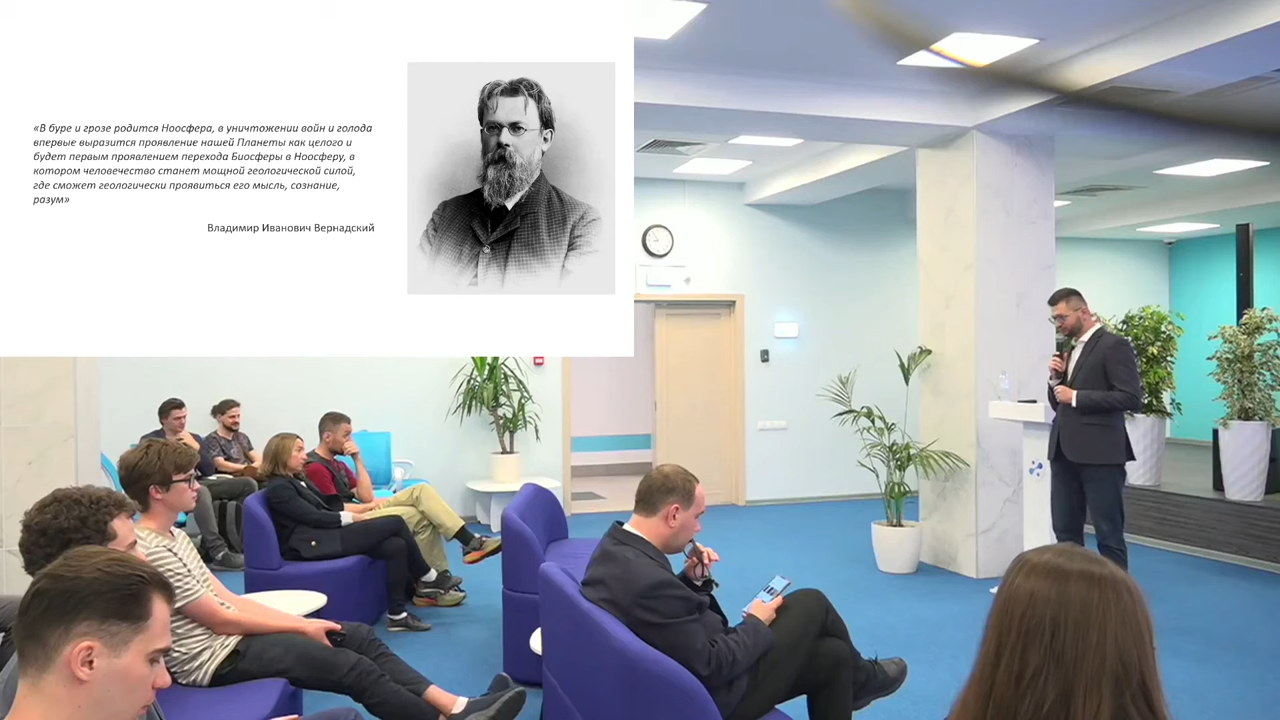 «В буре и грозе родится Ноосфера, в уничтожении войн и голода
впервые выразится проявление нашей Планеты как целого и
будет первым проявлением перехода Биосферы в Ноосферу, в
котором человечество станет мощной геологической силой,
где сможет геологически проявиться его мысль, сознание,
разум»
Владимир Иванович Вернадский